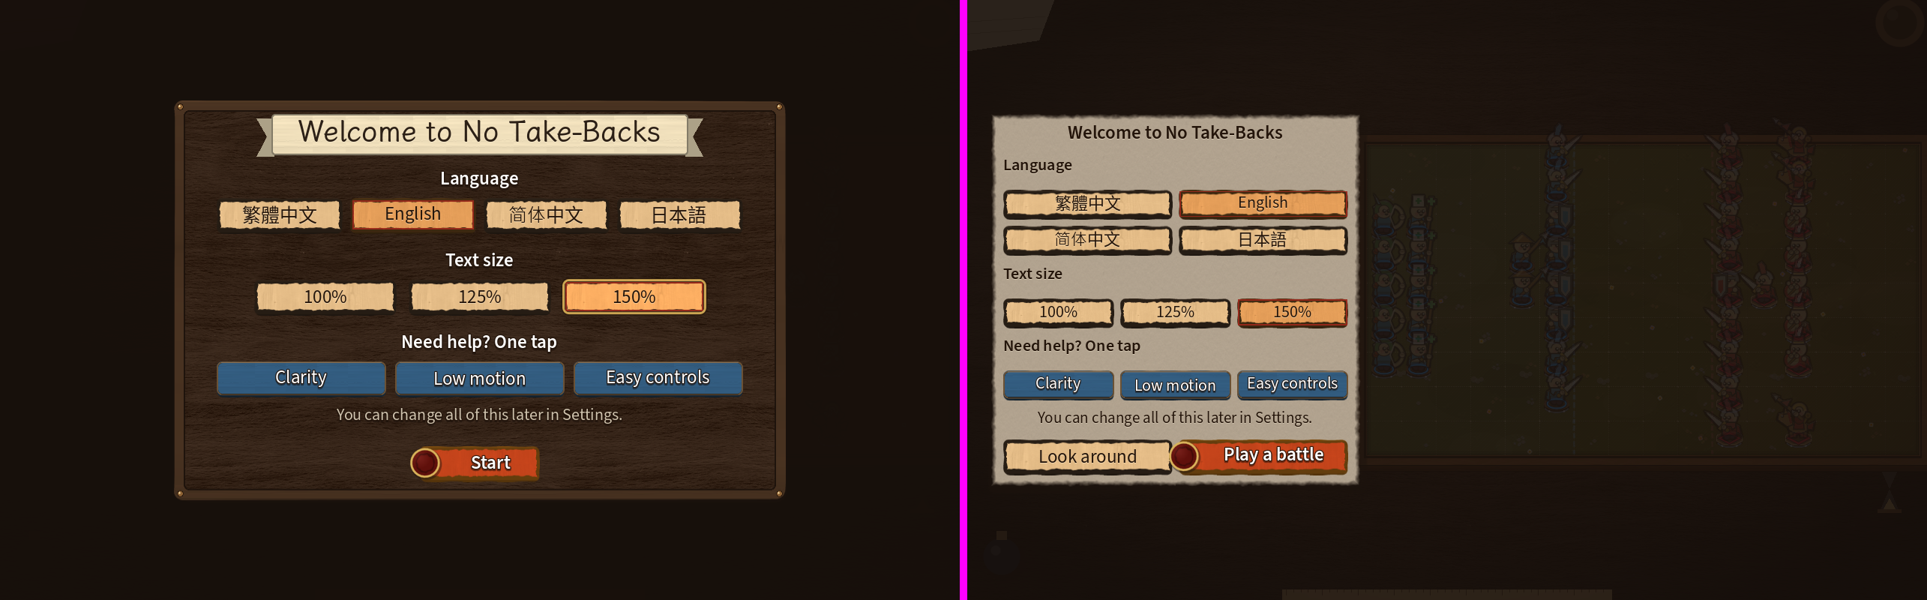 Welcome to No Take-Backs
Language
繁體中文 English 简体中文 日本語
Text size
100% 125% 150%
Need help? One tap
Clarity Low motion Easy controls
You can change all of this later in Settings.
Start
Welcome to No Take-Backs
Language
繁體中文 English
简体中文 日本語
Text size
100% 125% 150%
Need help? One tap
Clarity Low motion Easy controls
You can change all of this later in Settings.
Look around Play a battle